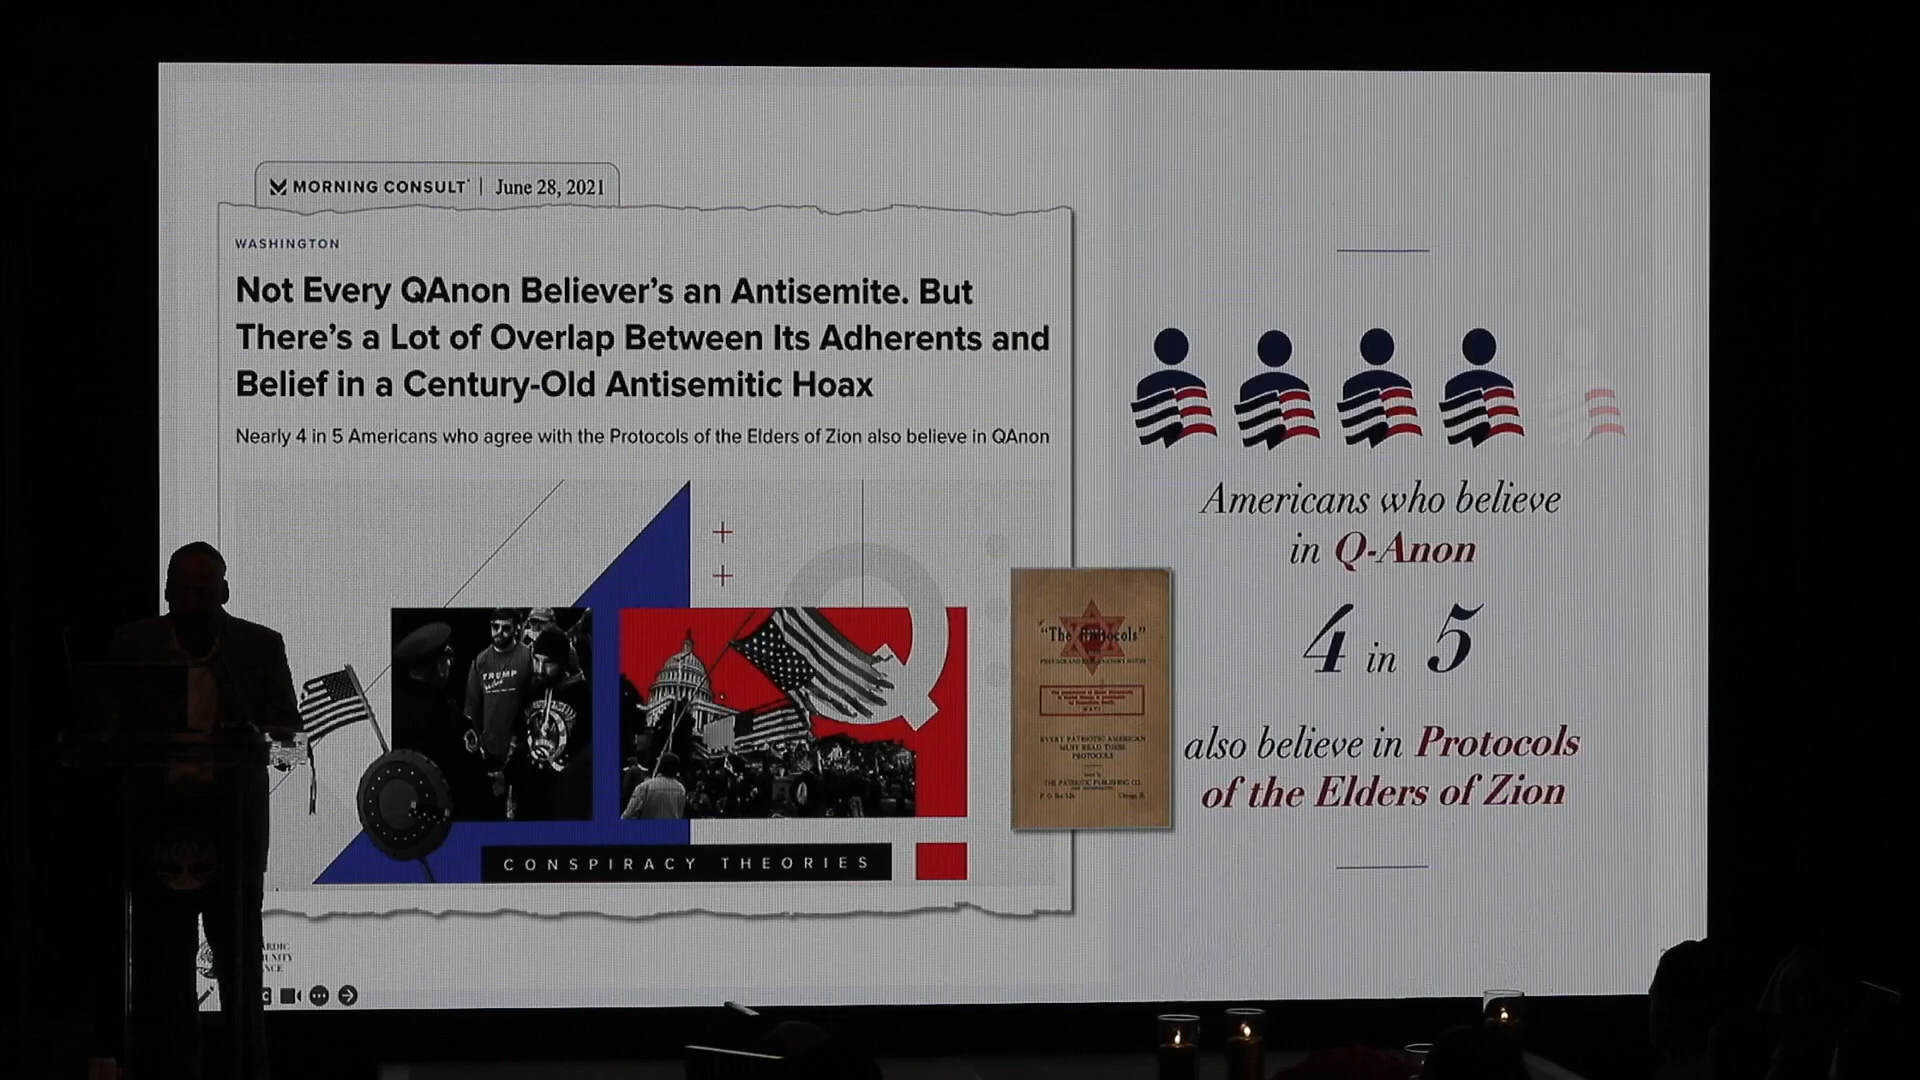 MORNING CONSULT | June 28, 2021
WASHINGTON
Not Every QAnon Believer's an Antisemite. But
There's a Lot of Overlap Between Its Adherents and
Belief in a Century-Old Antisemitic Hoax
Nearly 4 in 5 Americans who agree with the Protocols of the Elders of Zion also believe in QAnon
TRUMP
Q
CONSPIRACY THEORIES
"The Protocols"
EVERY PATRIOTIC AMERICAN
MUST READ THESE
PROTOCOLS
THE PATRIOTIC PUBLISHING CO.
Chicago, Ill.
Americans who believe
in Q-Anon
4 in 5
also believe in Protocols
of the Elders of Zion